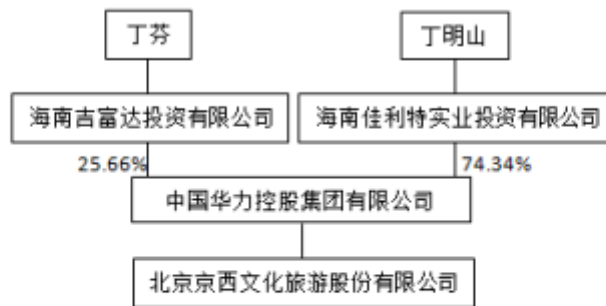 丁芬
丁明山
海南吉富达投资有限公司
海南佳利特实业投资有限公司
25.66%
74.34%
中国华力控股集团有限公司
北京京西文化旅游股份有限公司